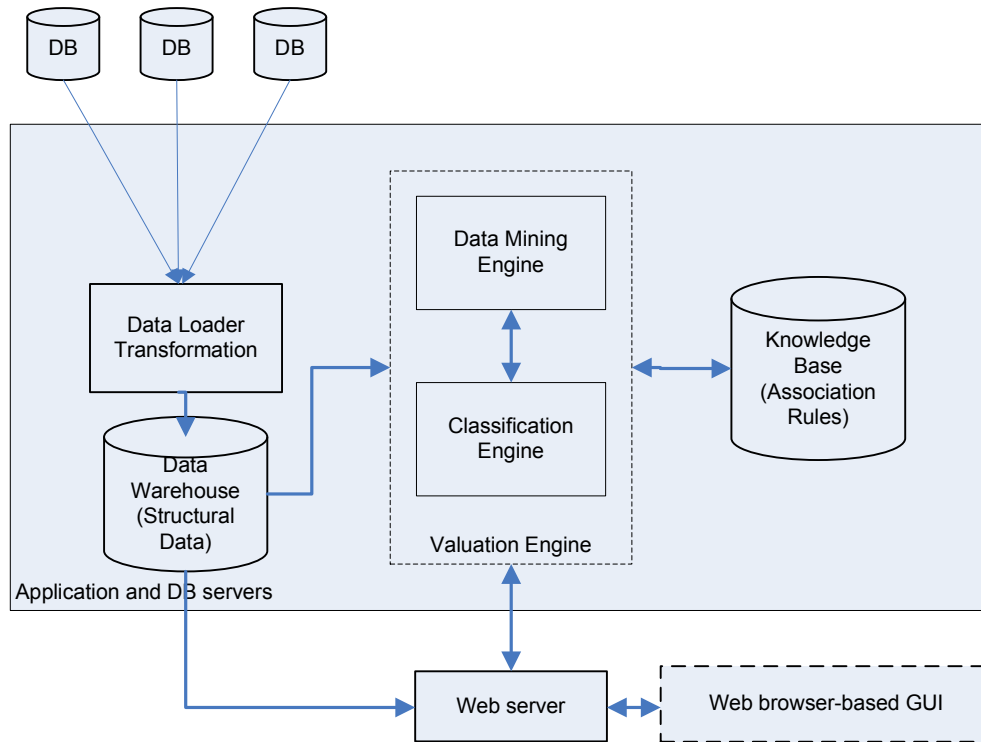 DB
DB
DB
Data Loader
Transformation
Data
Warehouse
(Structural
Data)
Data Mining
Engine
Classification
Engine
Valuation Engine
Knowledge
Base
(Association
Rules)
Application and DB servers
Web server
Web browser-based GUI